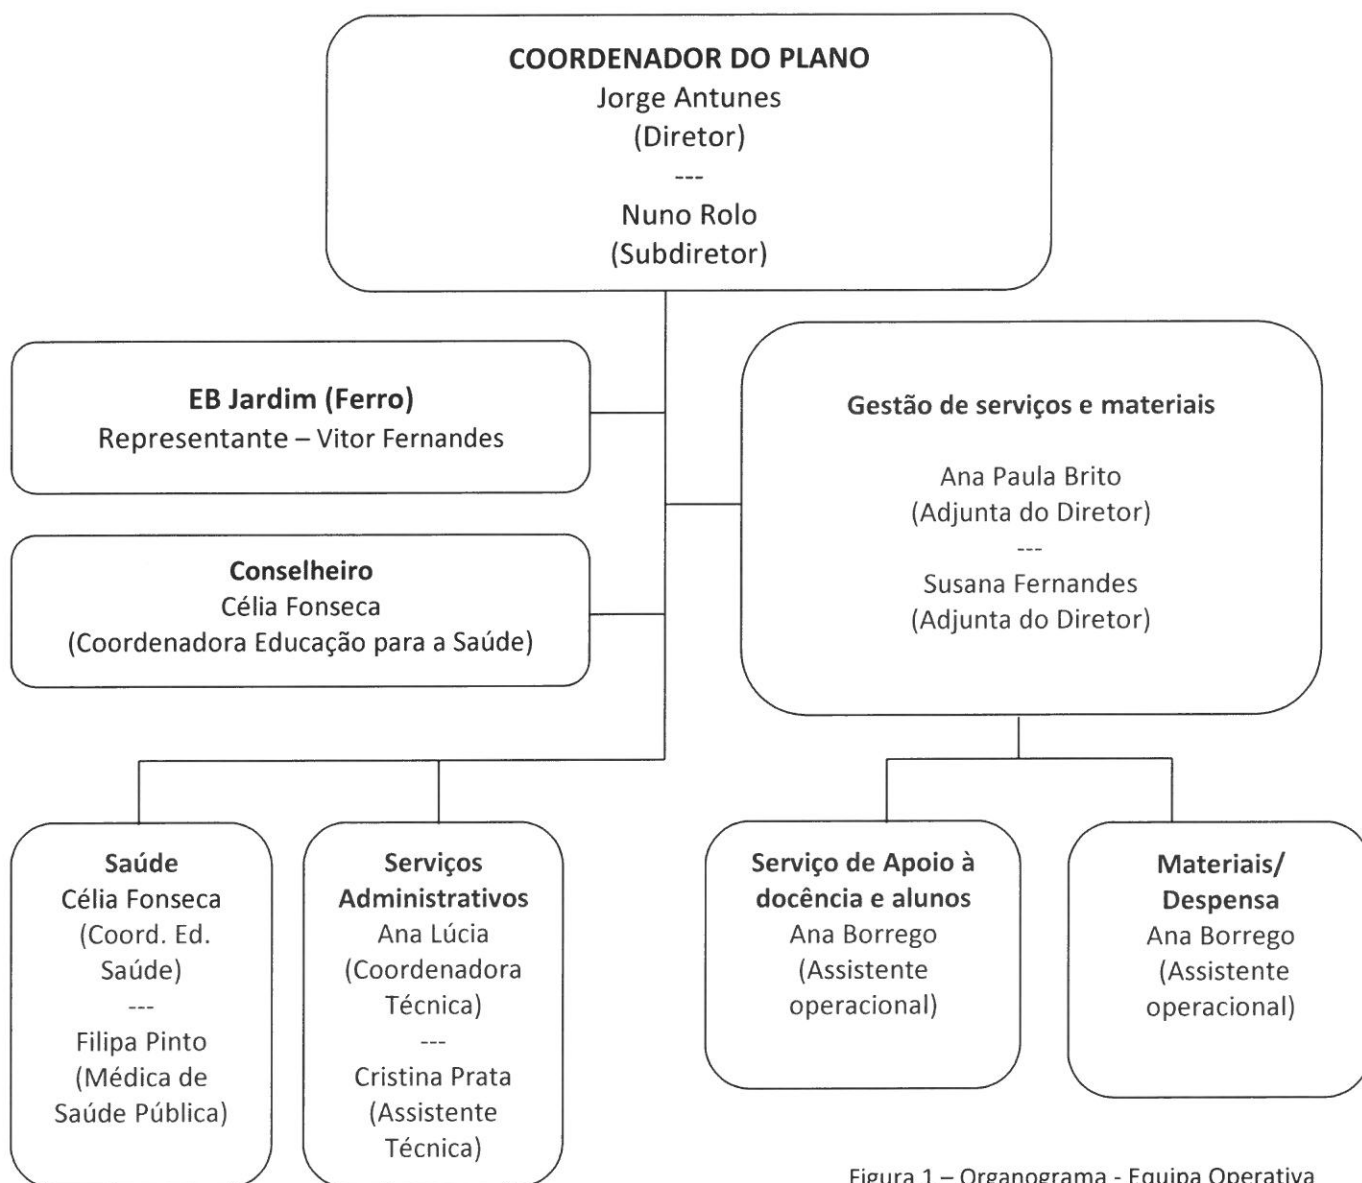 COORDENADOR DO PLANO
Jorge Antunes
(Diretor)
---
Nuno Rolo
(Subdiretor)
EB Jardim (Ferro)
Representante – Vitor Fernandes
Gestão de serviços e materiais
Ana Paula Brito
(Adjunta do Diretor)
---
Susana Fernandes
(Adjunta do Diretor)
Conselheiro
Célia Fonseca
(Coordenadora Educação para a Saúde)
Saúde
Célia Fonseca
(Coord. Ed.
Saúde)
---
Filipa Pinto
(Médica de
Saúde Pública)
Serviços
Administrativos
Ana Lúcia
(Coordenadora
Técnica)
---
Cristina Prata
(Assistente
Técnica)
Serviço de Apoio à
docência e alunos
Ana Borrego
(Assistente
operacional)
Materiais/
Despensa
Ana Borrego
(Assistente
operacional)
Figura 1 – Organograma - Equipa Operativa